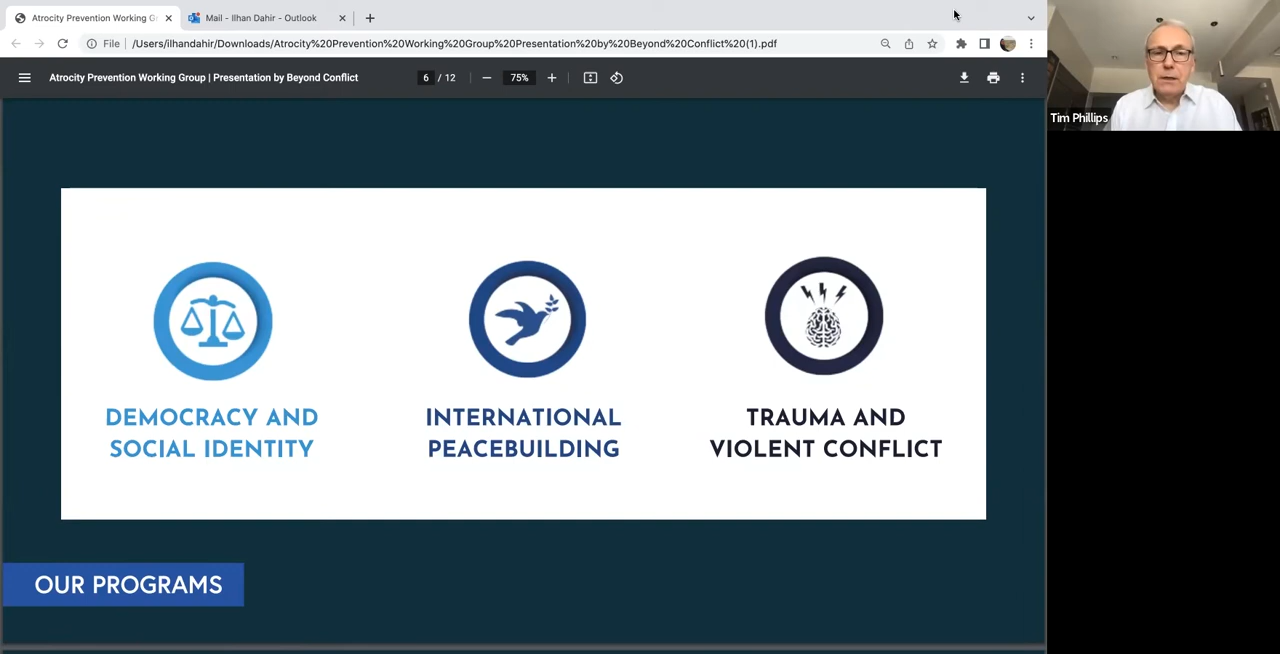 Atrocity Prevention Working G
Mail - Ilhan Dahir - Outlook
File
/Users/ilhandahir/Downloads/Atrocity%20Prevention%20Working%20Group%20Presentation%20by%20Beyond%20Conflict%20(1).pdf
Atrocity Prevention Working Group | Presentation by Beyond Conflict
6 / 12
75%
Tim Phillips
DEMOCRACY AND
SOCIAL IDENTITY
INTERNATIONAL
PEACEBUILDING
TRAUMA AND
VIOLENT CONFLICT
OUR PROGRAMS